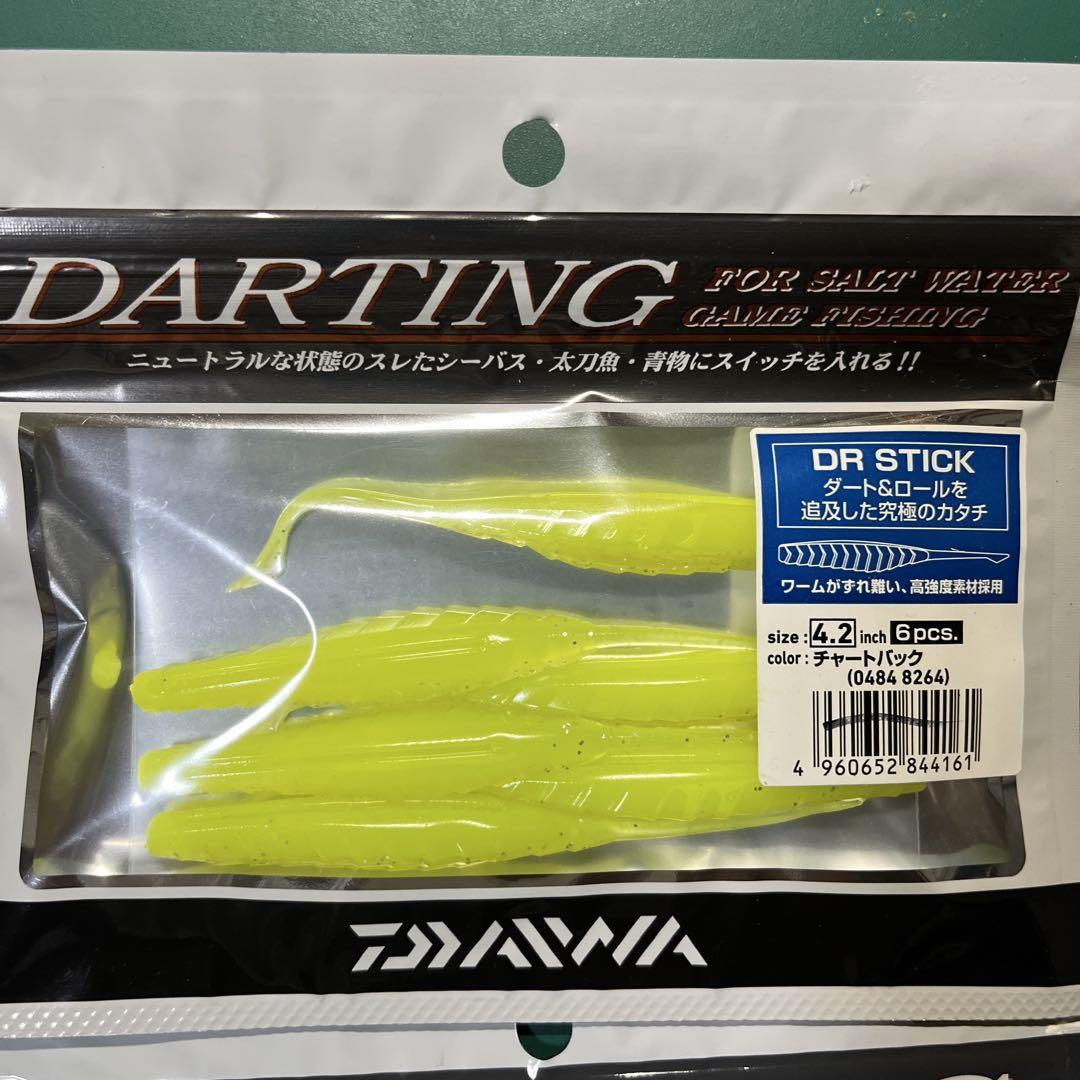 DARTING
FOR SALT WATER
GAME FISHING
ニュートラルな状態のスレたシーバス・太刀魚・青物にスイッチを入れる!!
DR STICK
ダート&ロールを
追及した究極のカタチ
ワームがずれ難い、高強度素材採用
size : 4.2 inch 6pcs.
color : チャートバック
(0484 8264)
4 960652 844161
DAIWA